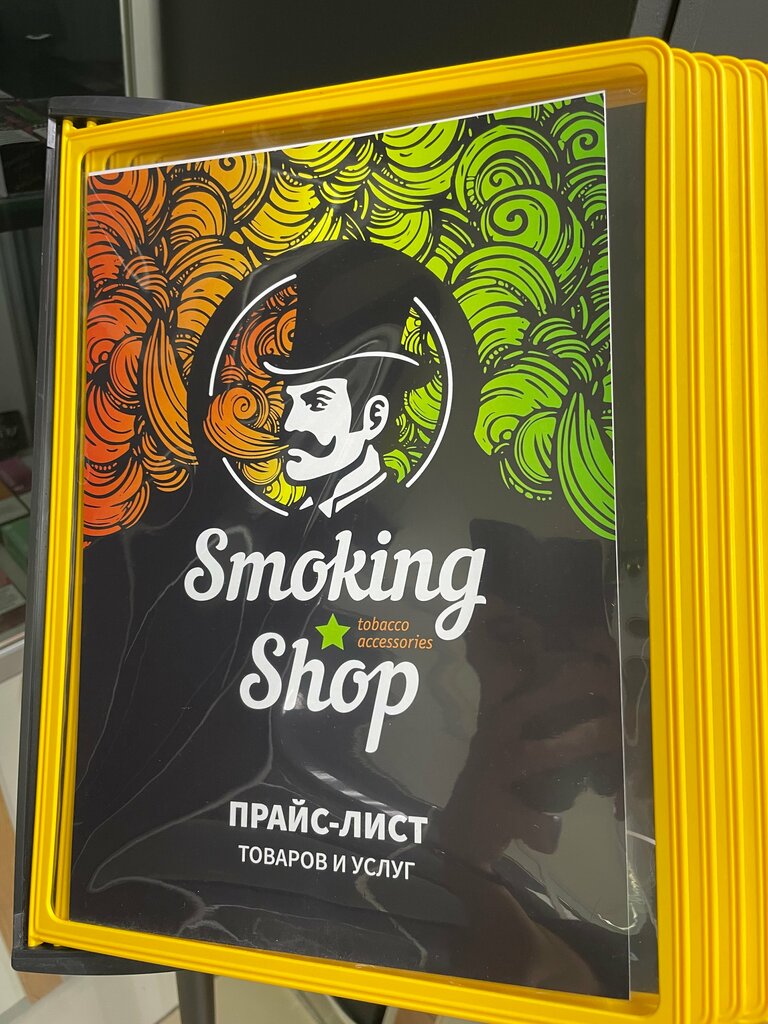 Smoking
tobacco
accessories
Shop
ПРАЙС-ЛИСТ
ТОВАРОВ И УСЛУГ